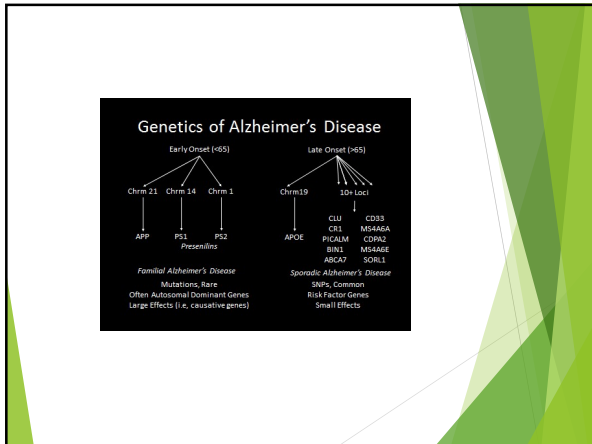 Genetics of Alzheimer's Disease
Early Onset (<65)
Late Onset (>65)
Chrm 21 Chrm 14 Chrm 1
Chrm19 10+ Loci
APP PS1 PS2
Presenilins
APOE
CLU CD33
CR1 MS4A6A
PICALM CDPA2
BIN1 MS4A6E
ABCA7 SORL1
Familial Alzheimer's Disease
Mutations, Rare
Often Autosomal Dominant Genes
Large Effects (i.e, causative genes)
Sporadic Alzheimer's Disease
SNPs, Common
Risk Factor Genes
Small Effects